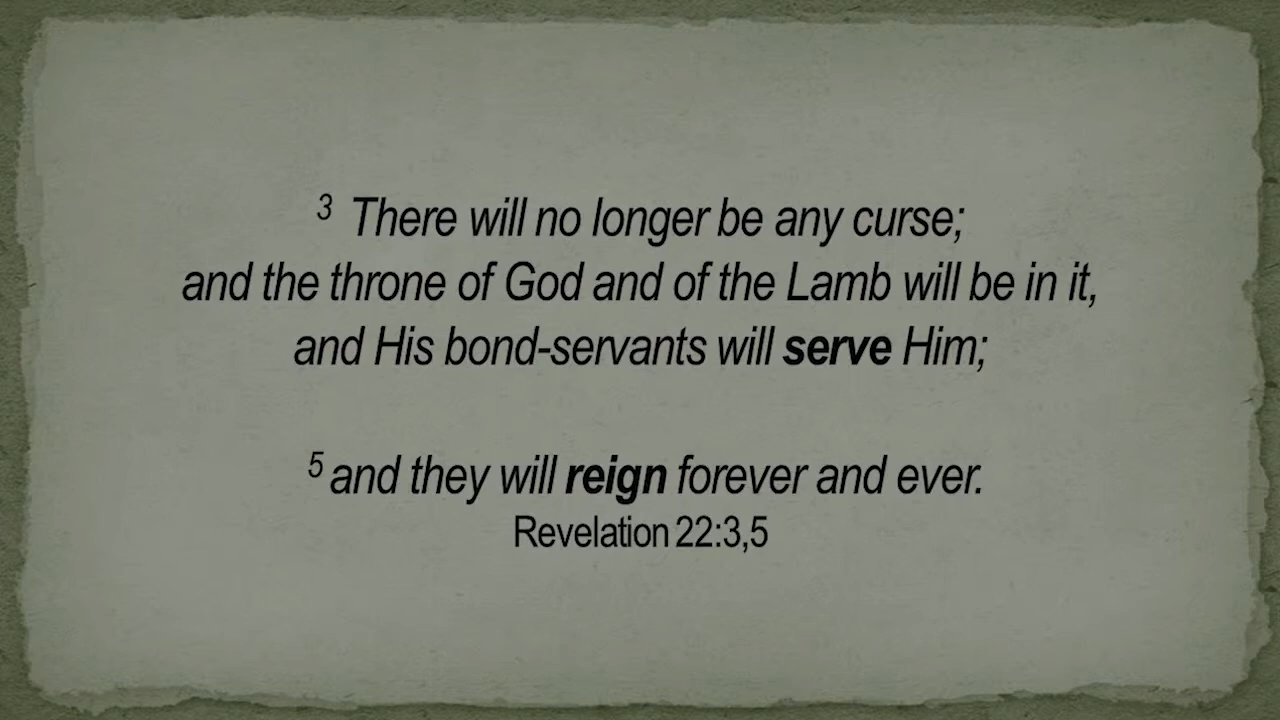 3 There will no longer be any curse;
and the throne of God and of the Lamb will be in it,
and His bond-servants will serve Him;
5 and they will reign forever and ever.
Revelation 22:3,5